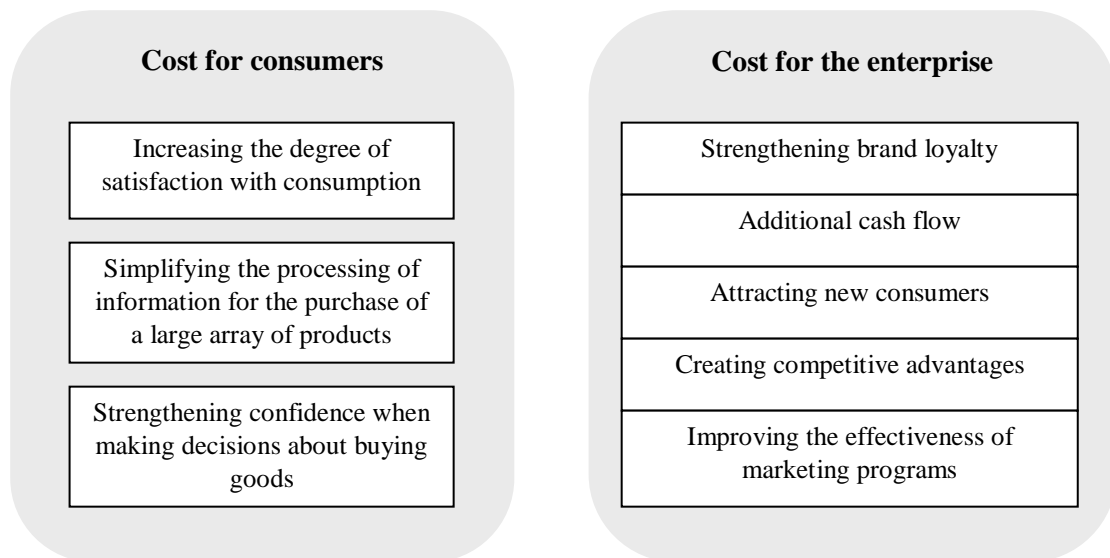 Cost for consumers
Increasing the degree of
satisfaction with consumption
Simplifying the processing of
information for the purchase of
a large array of products
Strengthening confidence when
making decisions about buying
goods
Cost for the enterprise
Strengthening brand loyalty
Additional cash flow
Attracting new consumers
Creating competitive advantages
Improving the effectiveness of
marketing programs